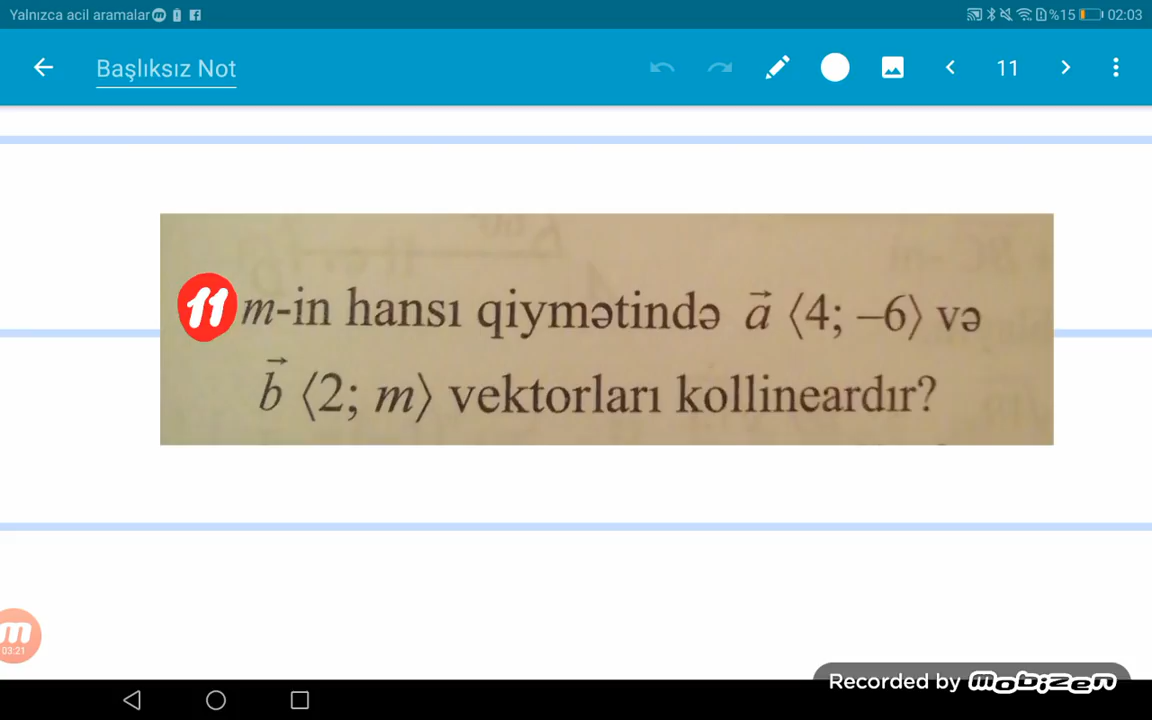 Yalnızca acil aramalar %15 02:03
Başlıksız Not 11
11 m-in hansı qiymətində a⃗ ⟨4; –6⟩ və
b⃗ ⟨2; m⟩ vektorları kollineardır?
m
03:21
Recorded by mobizen